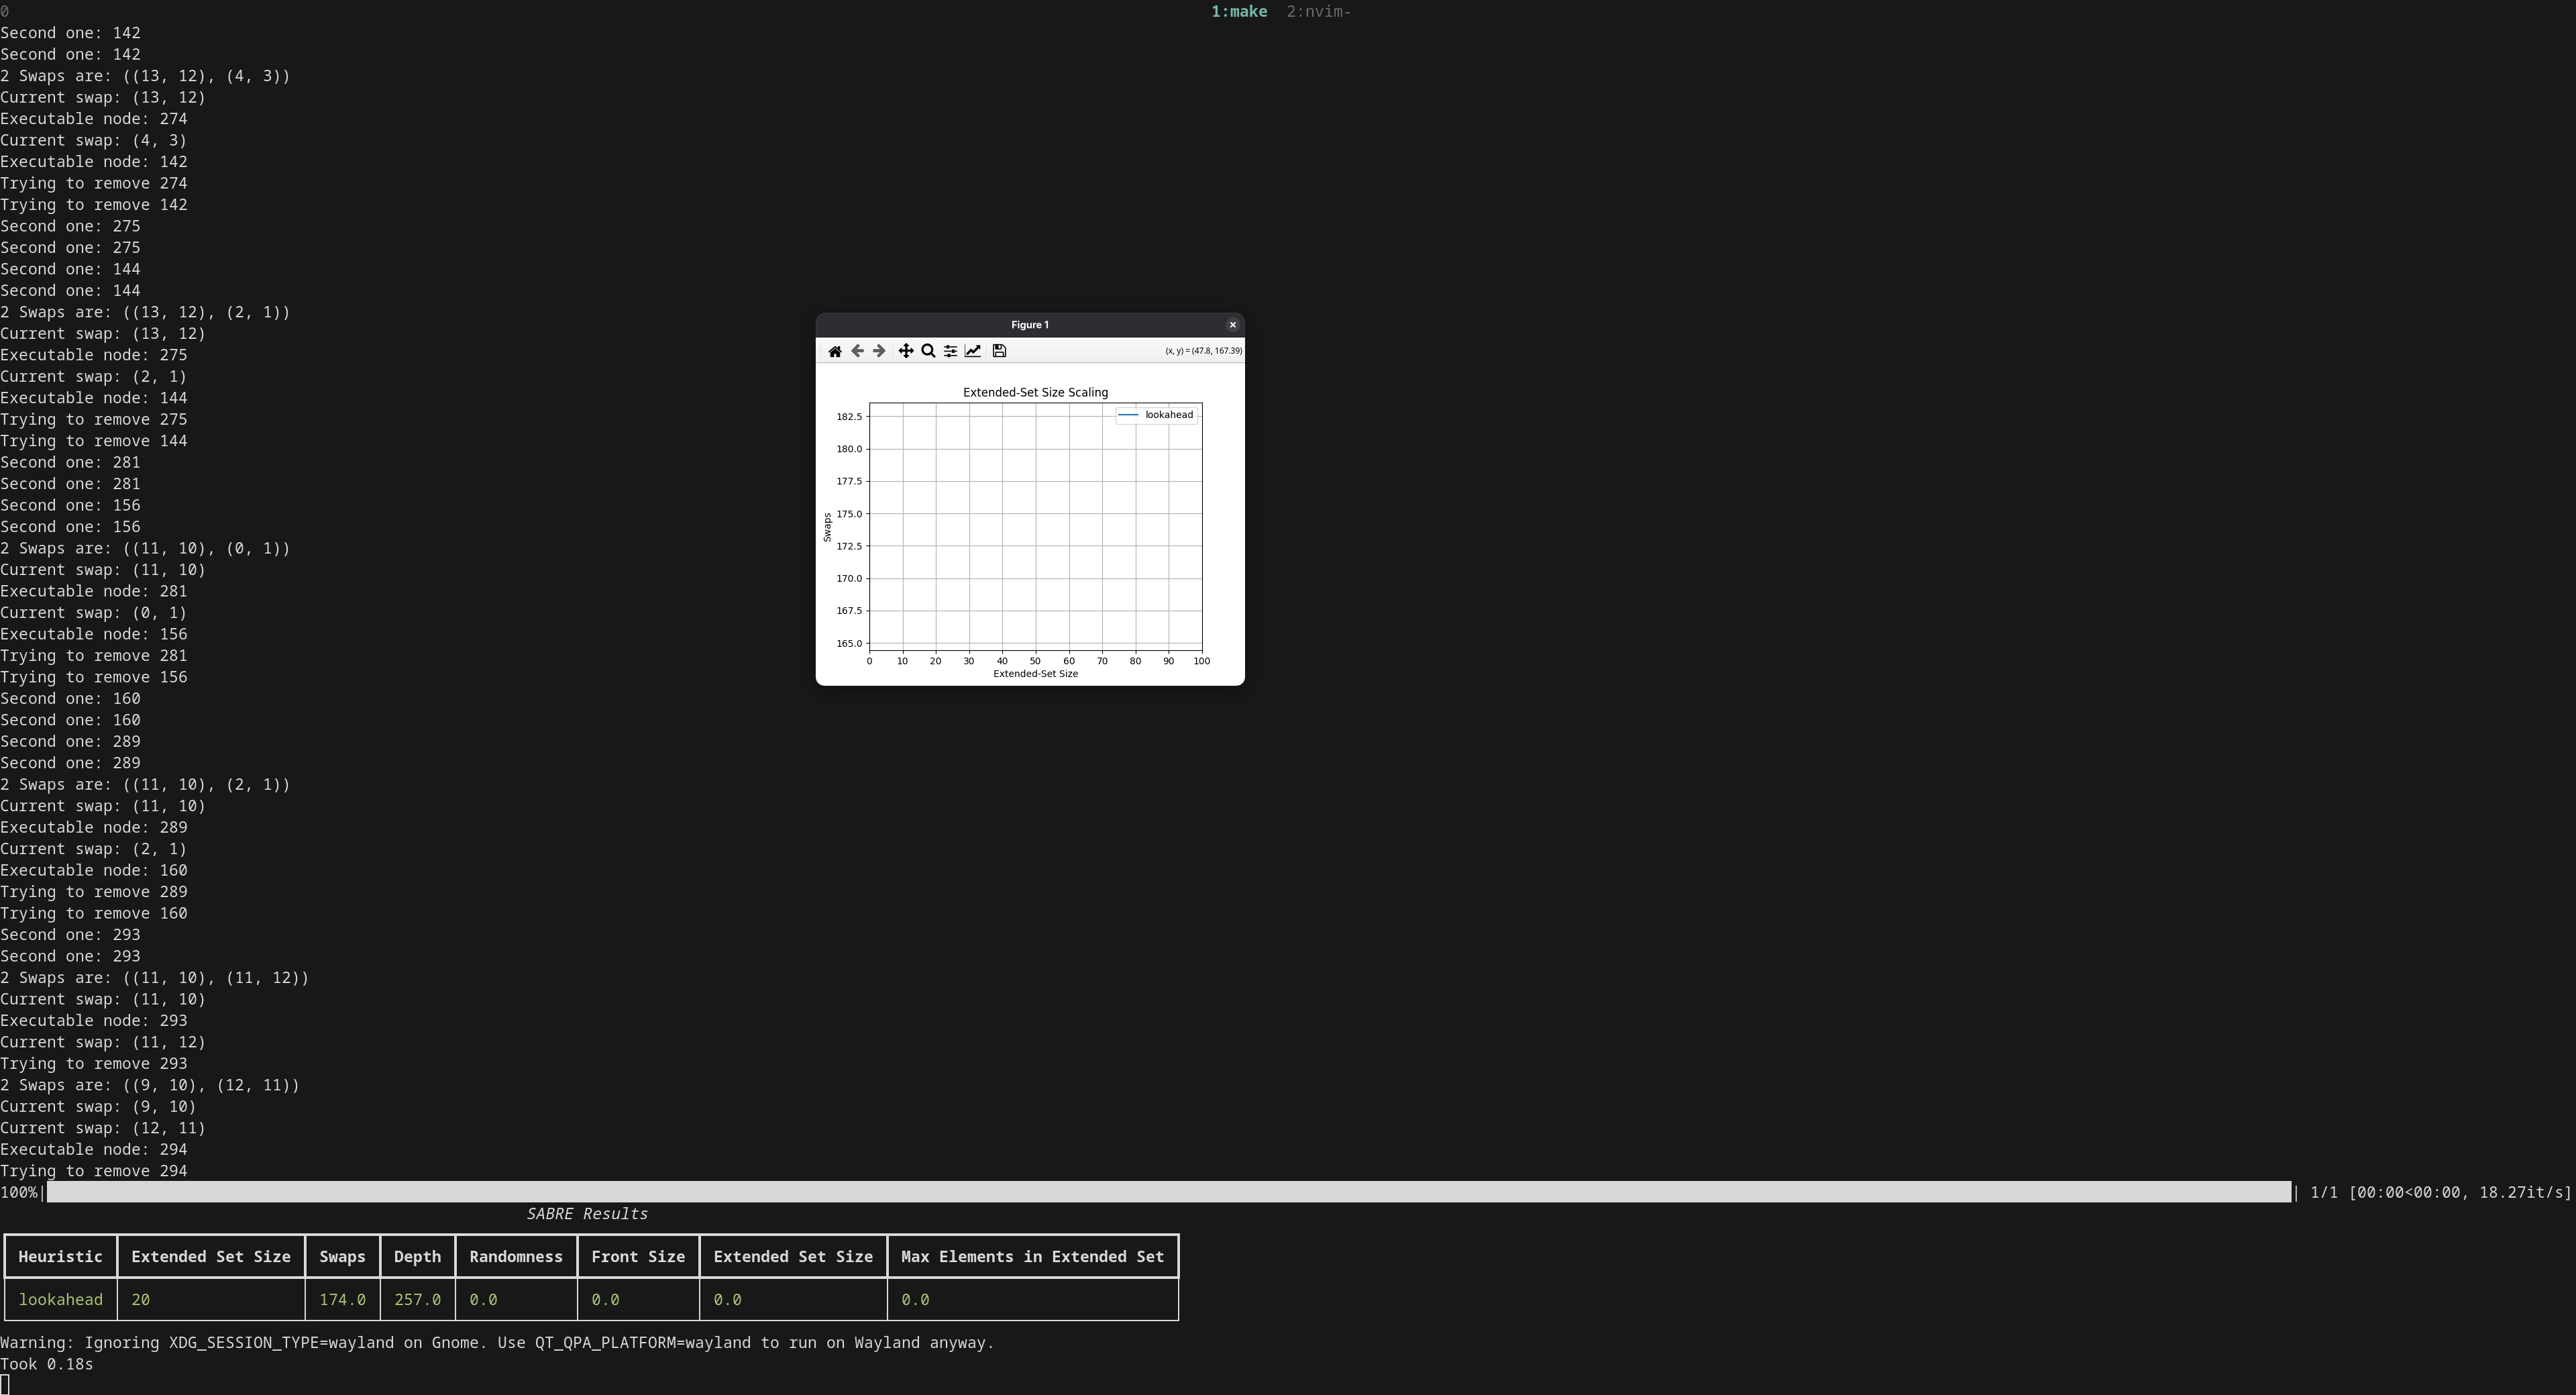 0
1:make 2:nvim-
Second one: 142
Second one: 142
2 Swaps are: ((13, 12), (4, 3))
Current swap: (13, 12)
Executable node: 274
Current swap: (4, 3)
Executable node: 142
Trying to remove 274
Trying to remove 142
Second one: 275
Second one: 275
Second one: 144
Second one: 144
2 Swaps are: ((13, 12), (2, 1))
Current swap: (13, 12)
Executable node: 275
Current swap: (2, 1)
Executable node: 144
Trying to remove 275
Trying to remove 144
Second one: 281
Second one: 281
Second one: 156
Second one: 156
2 Swaps are: ((11, 10), (0, 1))
Current swap: (11, 10)
Executable node: 281
Current swap: (0, 1)
Executable node: 156
Trying to remove 281
Trying to remove 156
Second one: 160
Second one: 160
Second one: 289
Second one: 289
2 Swaps are: ((11, 10), (2, 1))
Current swap: (11, 10)
Executable node: 289
Current swap: (2, 1)
Executable node: 160
Trying to remove 289
Trying to remove 160
Second one: 293
Second one: 293
2 Swaps are: ((11, 10), (11, 12))
Current swap: (11, 10)
Executable node: 293
Current swap: (11, 12)
Trying to remove 293
2 Swaps are: ((9, 10), (12, 11))
Current swap: (9, 10)
Current swap: (12, 11)
Executable node: 294
Trying to remove 294
100%| | 1/1 [00:00<00:00, 18.27it/s]
SABRE Results
Heuristic Extended Set Size Swaps Depth Randomness Front Size Extended Set Size Max Elements in Extended Set
lookahead 20 174.0 257.0 0.0 0.0 0.0 0.0
Warning: Ignoring XDG_SESSION_TYPE=wayland on Gnome. Use QT_QPA_PLATFORM=wayland to run on Wayland anyway.
Took 0.18s
Figure 1
(x, y) = (47.8, 167.39)
Extended-Set Size Scaling
lookahead
182.5
180.0
177.5
175.0
172.5
170.0
167.5
165.0
Swaps
0 10 20 30 40 50 60 70 80 90 100
Extended-Set Size